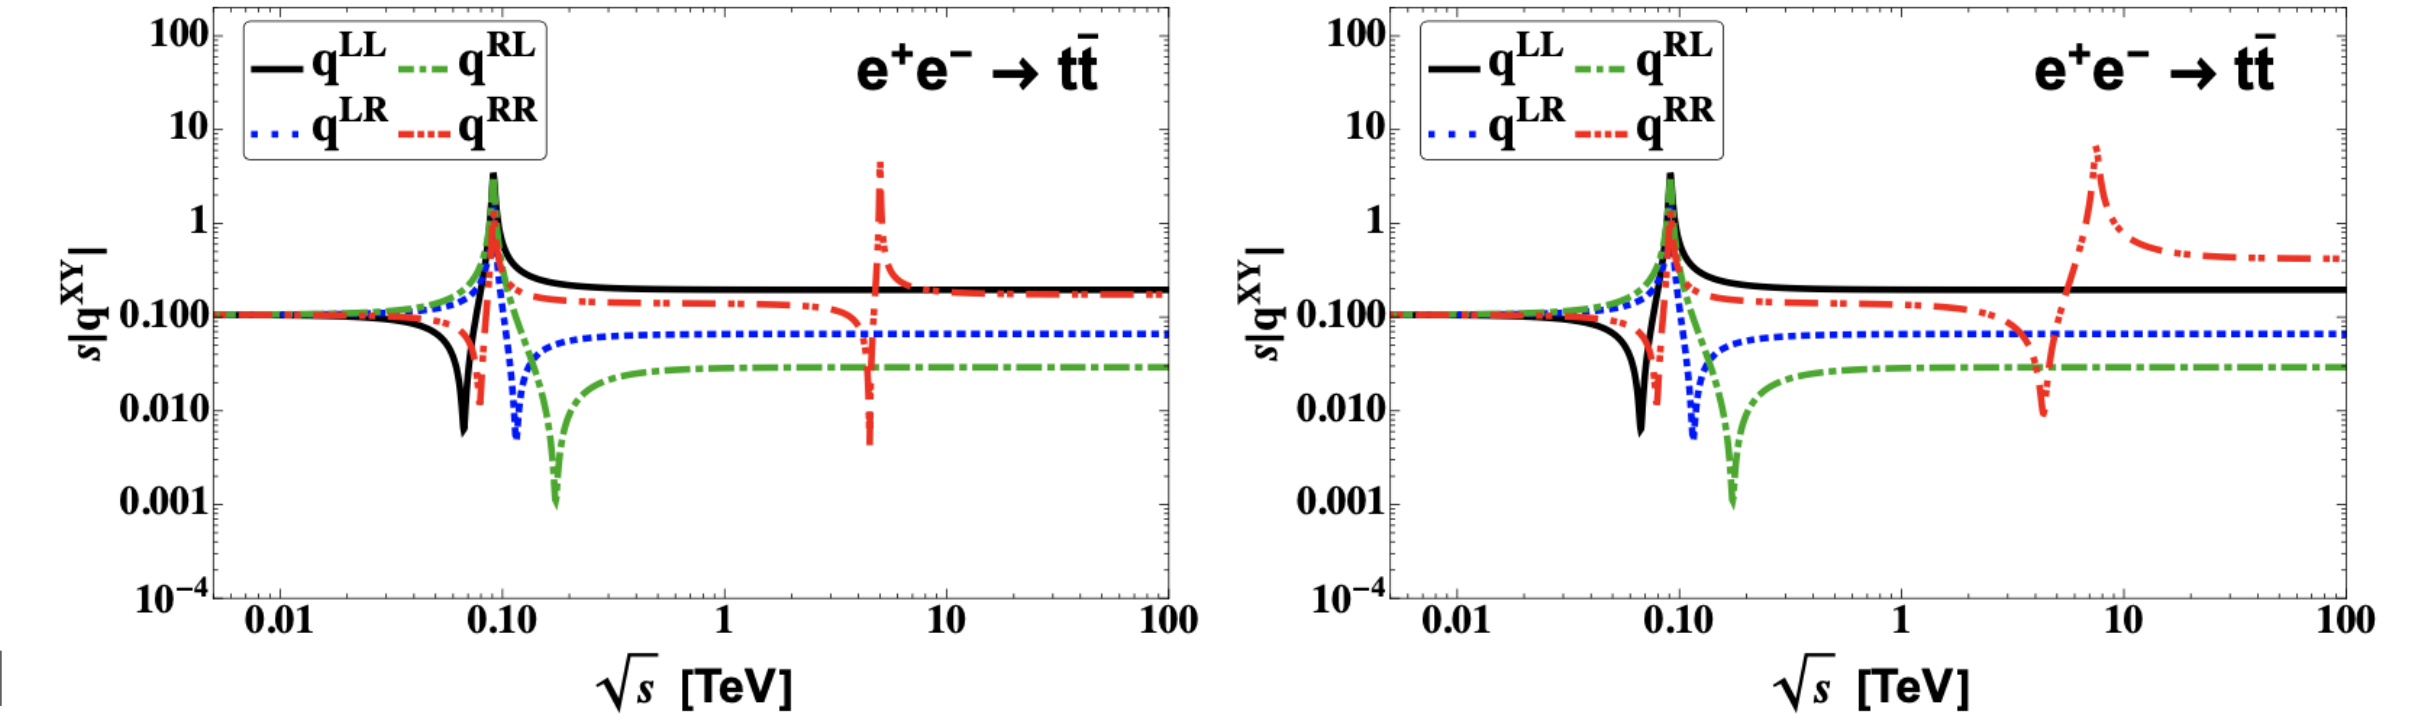 100
10
1
0.100
0.010
0.001
10⁻⁴
s|q^XY|
q^LL q^RL
q^LR q^RR
e⁺e⁻ → tt̄
0.01 0.10 1 10 100
√s [TeV]
100
10
1
0.100
0.010
0.001
10⁻⁴
s|q^XY|
q^LL q^RL
q^LR q^RR
e⁺e⁻ → tt̄
0.01 0.10 1 10 100
√s [TeV]